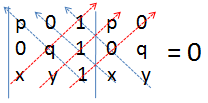 p 0 1 p 0
0 q 1 0 q = 0
x y 1 x y